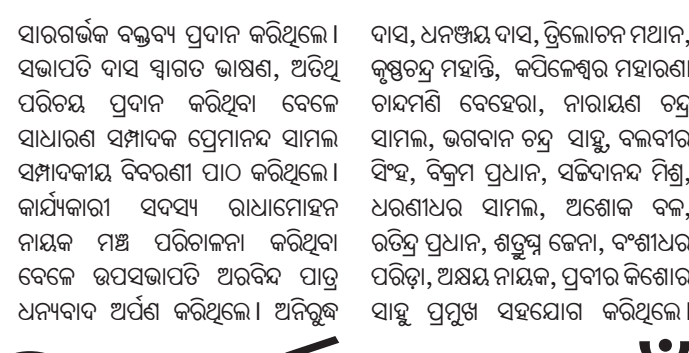 ସାରଗର୍ଭକ ବକ୍ତବ୍ୟ ପ୍ରଦାନ କରିଥିଲେ।
ସଭାପତି ଦାସ ସ୍ୱାଗତ ଭାଷଣ, ଅତିଥି
ପରିଚୟ ପ୍ରଦାନ କରିଥିବା ବେଳେ
ସାଧାରଣ ସମ୍ପାଦକ ପ୍ରେମାନନ୍ଦ ସାମଲ
ସମ୍ପାଦକୀୟ ବିବରଣୀ ପାଠ କରିଥିଲେ।
କାର୍ଯ୍ୟକାରୀ ସଦସ୍ୟ ରାଧାମୋହନ
ନାୟକ ମଞ୍ଚ ପରିଚାଳନା କରିଥିବା
ବେଳେ ଉପସଭାପତି ଅରବିନ୍ଦ ପାତ୍ର
ଧନ୍ୟବାଦ ଅର୍ପଣ କରିଥିଲେ। ଅନିରୁଦ୍ଧ
ଦାସ, ଧନଞ୍ଜୟ ଦାସ, ତ୍ରିଲୋଚନ ମଥାନ,
କୃଷ୍ଣଚନ୍ଦ୍ର ମହାନ୍ତି, କପିଳେଶ୍ୱର ମହାରଣା
ଚାନ୍ଦମଣି ବେହେରା, ନାରାୟଣ ଚନ୍ଦ୍ର
ସାମଲ, ଭଗବାନ ଚନ୍ଦ୍ର ସାହୁ, ବଲବୀର
ସିଂହ, ବିକ୍ରମ ପ୍ରଧାନ, ସଚ୍ଚିଦାନନ୍ଦ ମିଶ୍ର,
ଧରଣୀଧର ସାମଲ, ଅଶୋକ ବଳ,
ରତିନ୍ଦ୍ର ପ୍ରଧାନ, ଶତ୍ରୁଘ୍ନ ଜେନା, ବଂଶୀଧର
ପରିଡ଼ା, ଅକ୍ଷୟ ନାୟକ, ପ୍ରବୀର କିଶୋର
ସାହୁ ପ୍ରମୁଖ ସହଯୋଗ କରିଥିଲେ।